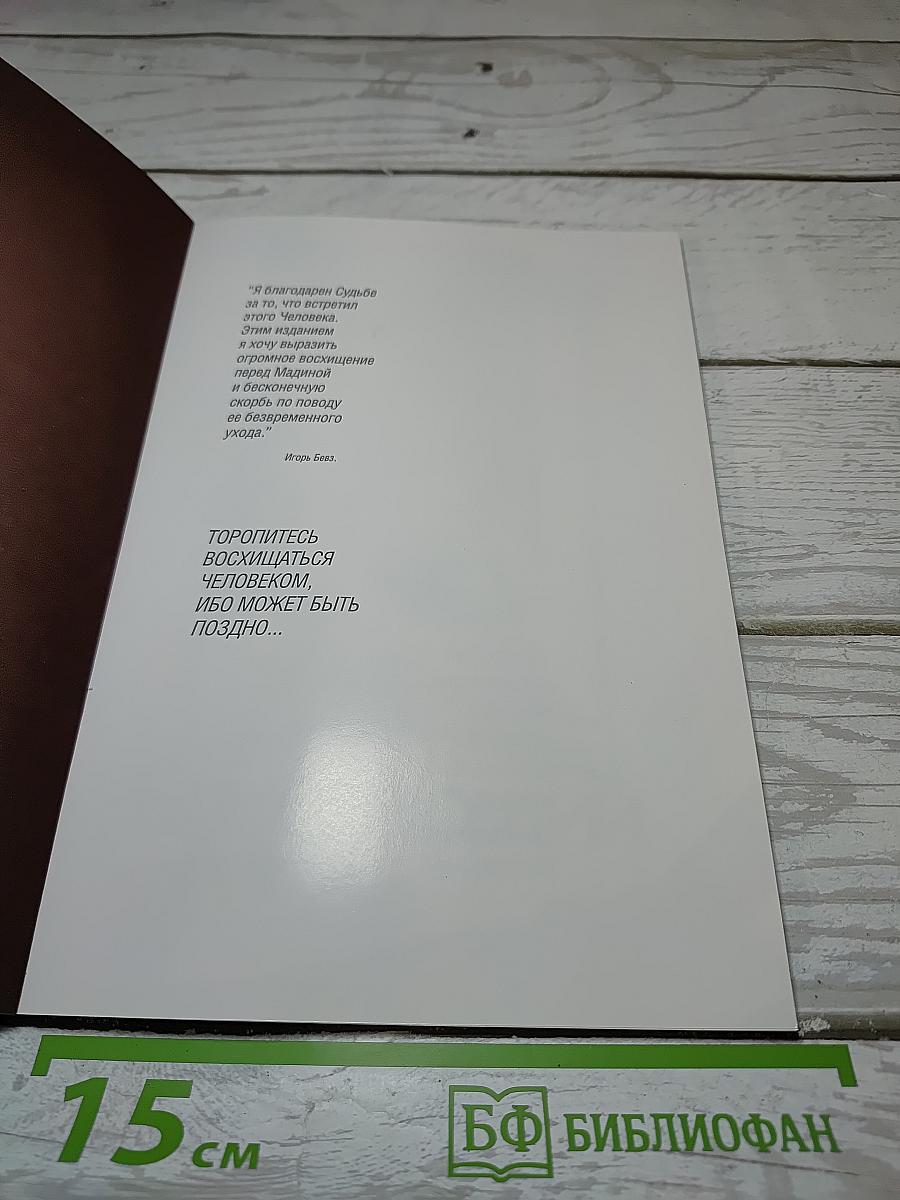 "Я благодарен Судьбе
за то, что встретил
этого Человека.
Этим изданием
я хочу выразить
огромное восхищение
перед Мадиной
и бесконечную
скорбь по поводу
ее безвременного
ухода."
Игорь Бевз.
ТОРОПИТЕСЬ
ВОСХИЩАТЬСЯ
ЧЕЛОВЕКОМ,
ИБО МОЖЕТ БЫТЬ
ПОЗДНО...
15 см
БФ БИБЛИОФАН